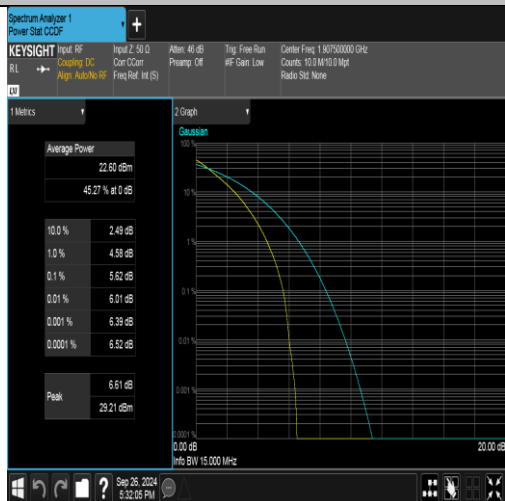 Spectrum Analyzer 1
Power Stat CCDF
+
KEYSIGHT
Input: RF
Coupling: DC
Align: Auto/No RF
Input Z: 50 Ω
Corr CCorr
Freq Ref: Int (S)
Atten: 46 dB
Preamp: Off
Trig: Free Run
#IF Gain: Low
Center Freq: 1.907500000 GHz
Counts: 10.0 M/10.0 Mpt
Radio Std: None
R L
LXI
1 Metrics
Average Power
22.60 dBm
45.27 % at 0 dB
10.0 % 2.49 dB
1.0 % 4.58 dB
0.1 % 5.62 dB
0.01 % 6.01 dB
0.001 % 6.39 dB
0.0001 % 6.52 dB
Peak
6.61 dB
29.21 dBm
2 Graph
Gaussian
100 %
10 %
1 %
0.1 %
0.01 %
0.001 %
0.0001 %
0.00 dB
20.00 dB
Info BW 15.000 MHz
?
Sep 26, 2024
5:32:05 PM